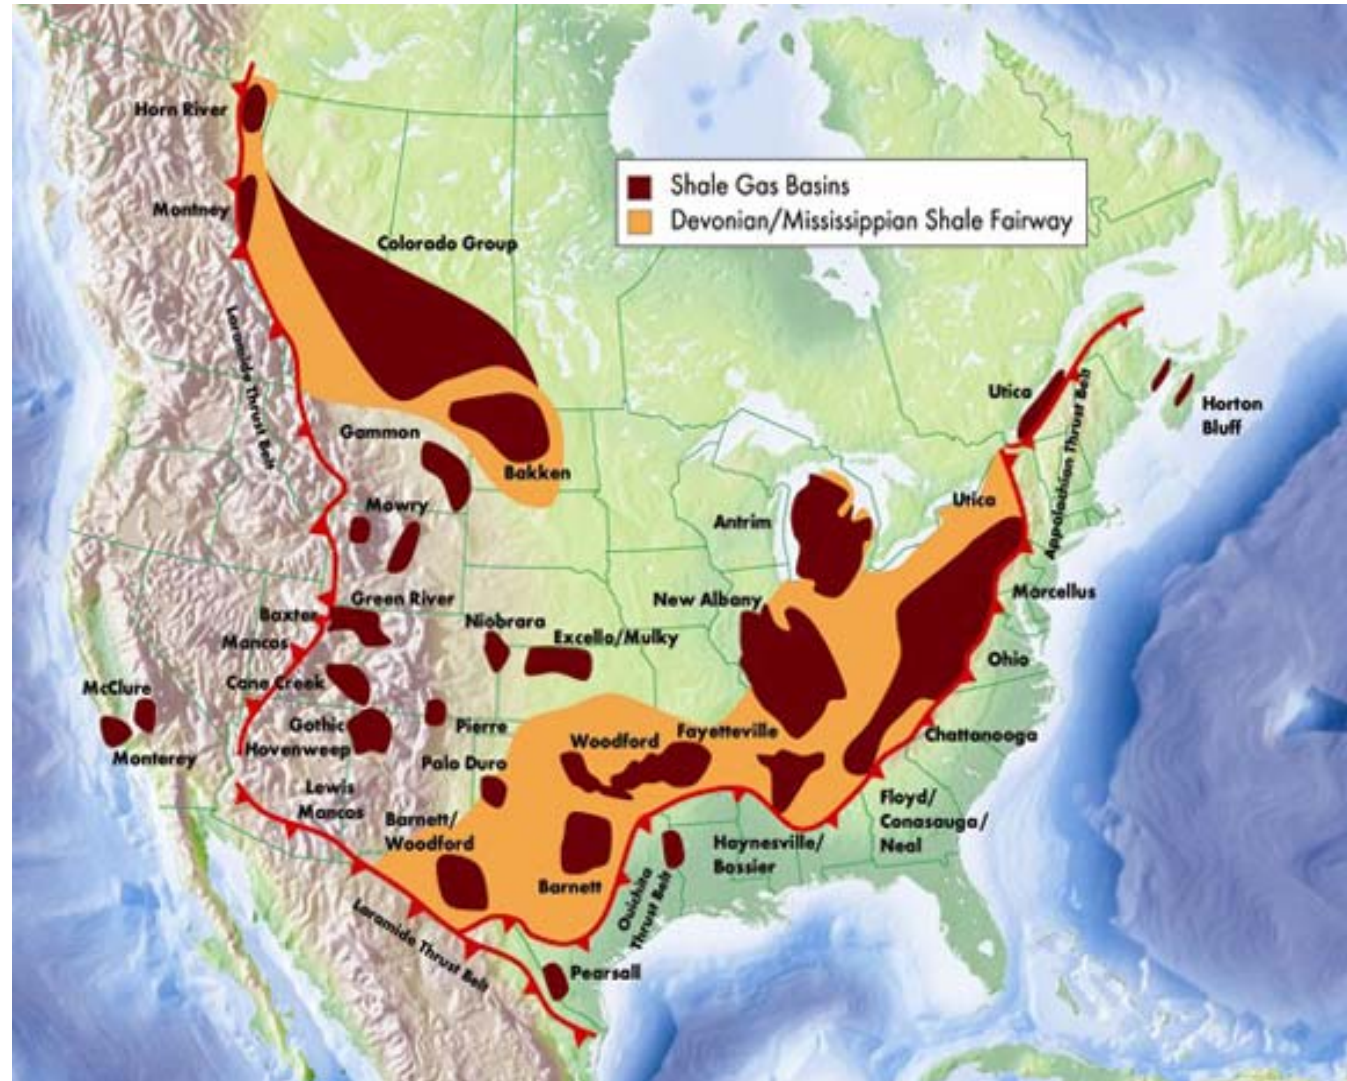 Horn River
Shale Gas Basins
Devonian/Mississippian Shale Fairway
Montney
Colorado Group
Laramide Thrust Belt
Utica
Appalachian Thrust Belt
Horton
Bluff
Gammon
Bakken
Mowry
Antrim
Utica
Marcellus
Green River
New Albany
Baxter
Niobrara
Mancos
Excello/Mulky
Ohio
Cane Creek
McClure
Gothic
Pierre
Fayetteville
Chattanooga
Woodford
Hovenweep
Monterey
Palo Duro
Lewis
Mancos
Barnett/
Woodford
Floyd/
Conasauga/
Neal
Haynesville/
Bossier
Barnett
Ouichita
Thrust Belt
Laramide Thrust Belt
Pearsall